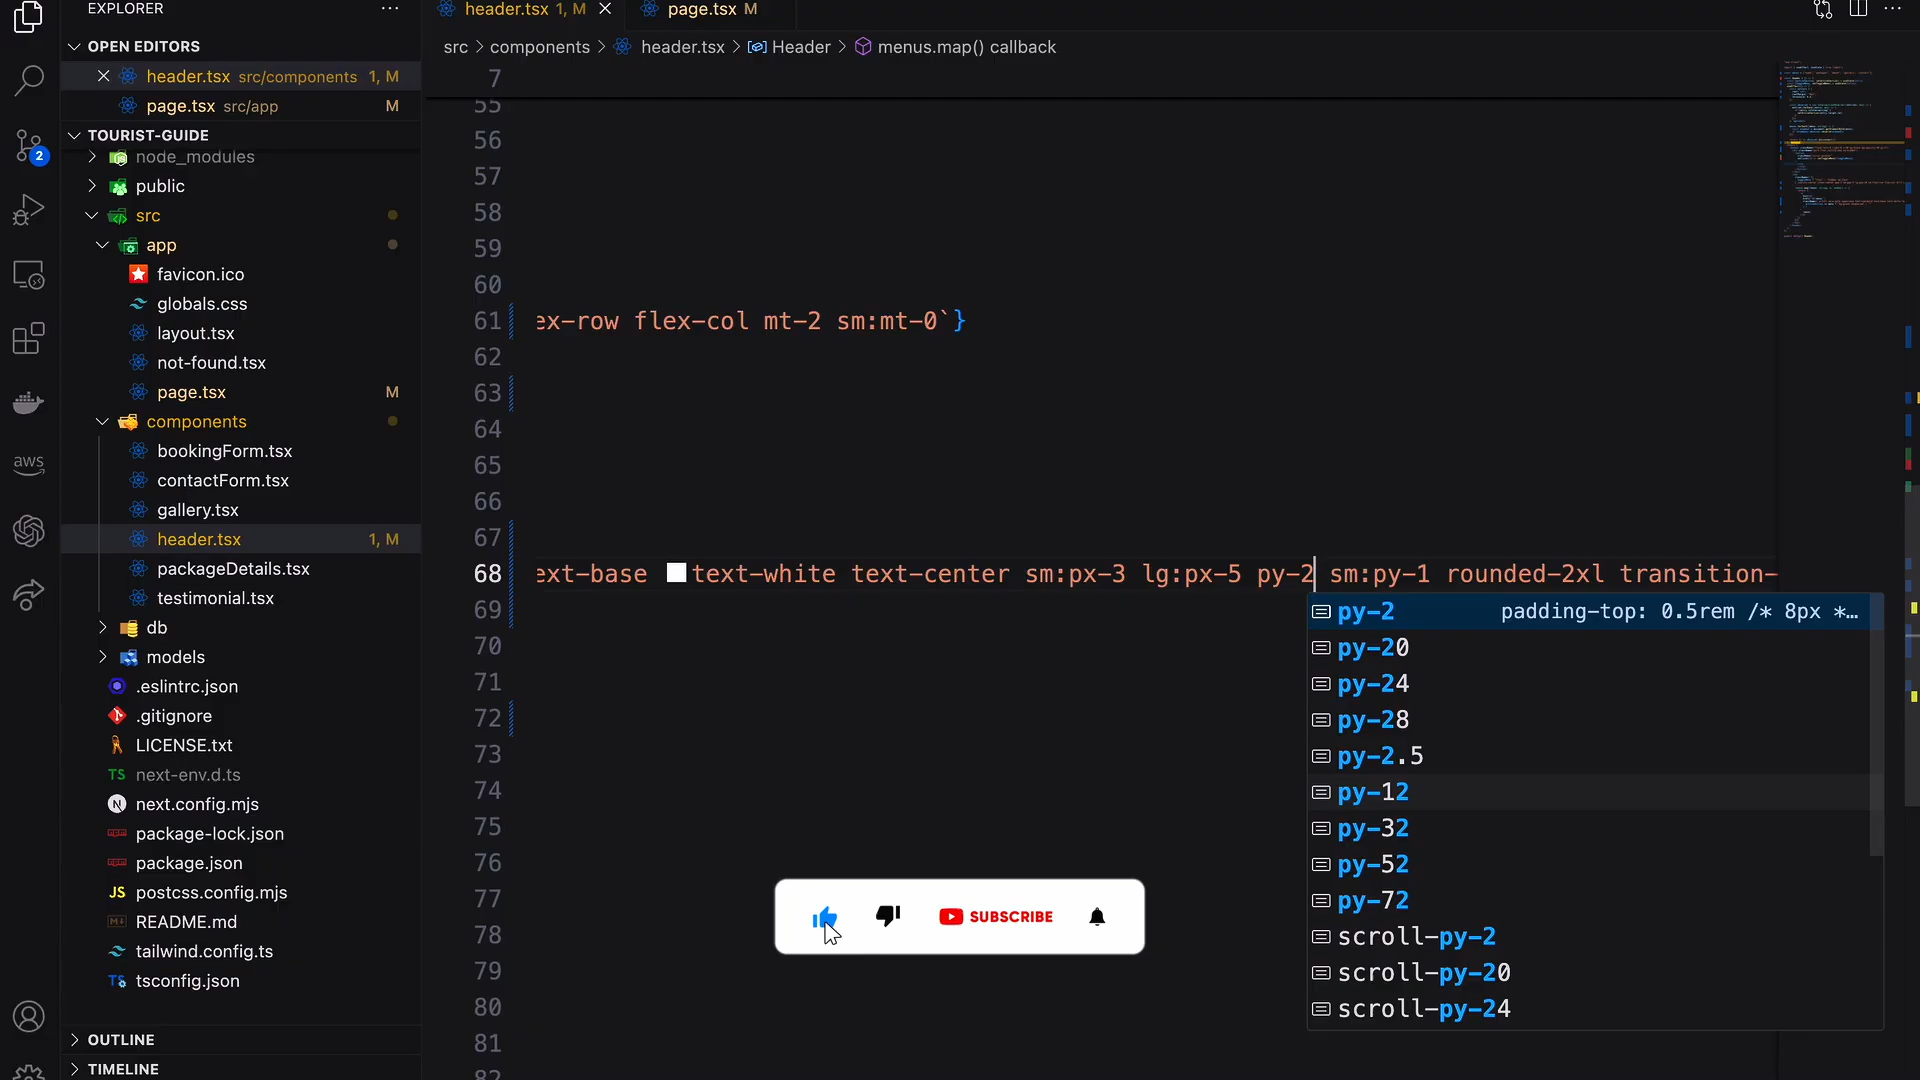 EXPLORER
header.tsx 1, M
page.tsx M
OPEN EDITORS
header.tsx src/components 1, M
page.tsx src/app M
TOURIST-GUIDE
node_modules
public
src
app
favicon.ico
globals.css
layout.tsx
not-found.tsx
page.tsx M
components
bookingForm.tsx
contactForm.tsx
gallery.tsx
header.tsx 1, M
packageDetails.tsx
testimonial.tsx
db
models
.eslintrc.json
.gitignore
LICENSE.txt
TS next-env.d.ts
N next.config.mjs
package-lock.json
package.json
JS postcss.config.mjs
README.md
tailwind.config.ts
tsconfig.json
OUTLINE
TIMELINE
2
aws
src > components > header.tsx > Header > menus.map() callback
7
55
56
57
58
59
60
61 ex-row flex-col mt-2 sm:mt-0`}
62
63
64
65
66
67
68 ext-base text-white text-center sm:px-3 lg:px-5 py-2 sm:py-1 rounded-2xl transition-
69
70
71
72
73
74
75
76
77
78
79
80
81
82
py-2 padding-top: 0.5rem /* 8px *…
py-20
py-24
py-28
py-2.5
py-12
py-32
py-52
py-72
scroll-py-2
scroll-py-20
scroll-py-24
SUBSCRIBE